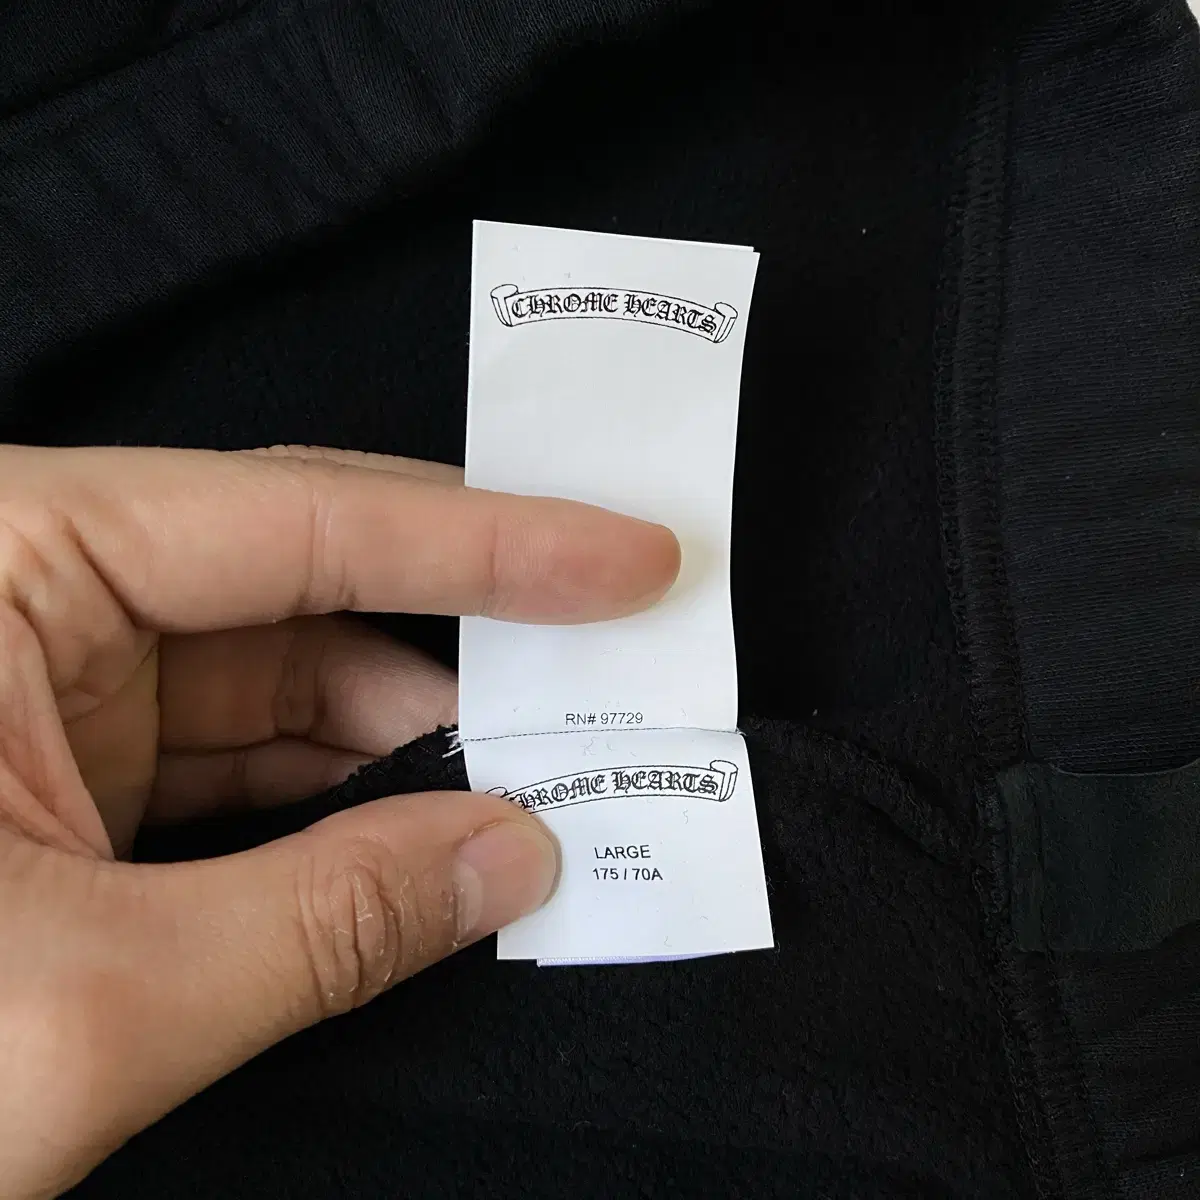 CHROME HEARTS
RN# 97729
CHROME HEARTS
LARGE
175 / 70A